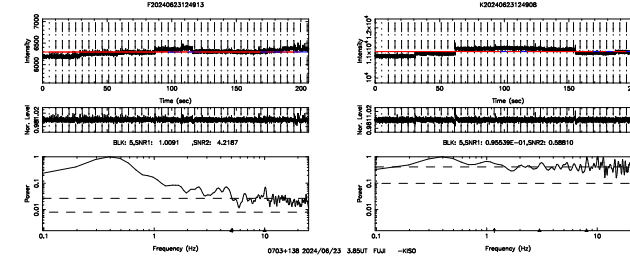 F20240623124913
K20240623124908
7000
6500
6000
Intensity
0 50 100 150 200
Time (sec)
1.2×10⁴
1.1×10⁴
10⁴
Intensity
0 50 100 150 200
Time (sec)
Nor. Level
Nor. Level
BLK: 5,SNR1: 1.0091 ,SNR2: 4.2187
BLK: 5,SNR1: 0.95539E-01,SNR2: 0.58810
1
0.1
0.01
Power
0.1 1 10
Frequency (Hz)
1
0.1
0.01
Power
0.1 1 10
Frequency (Hz)
0703+138 2024/06/23 3.85UT FUJI -KISO